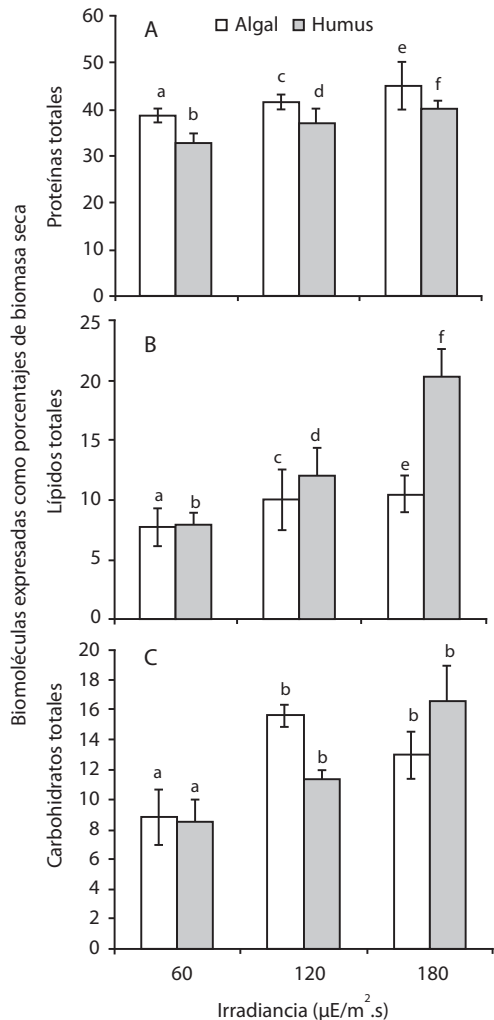 Biomoléculas expresadas como porcentajes de biomasa seca
A
Algal Humus
Proteínas totales
60
50
40
30
20
10
0
a b c d e f
B
Lípidos totales
25
20
15
10
5
0
a b c d e f
C
Carbohidratos totales
20
18
16
14
12
10
8
6
4
2
0
a a b b b b
60 120 180
Irradiancia (µE/m².s)